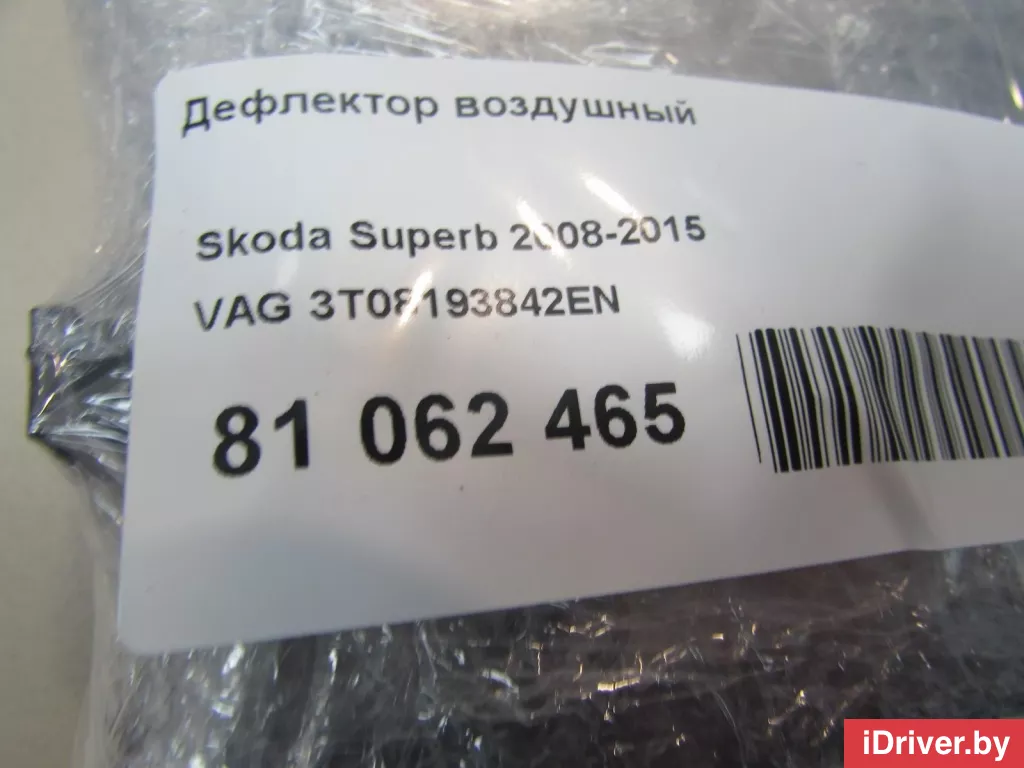 Дефлектор воздушный
Skoda Superb 2008-2015
VAG 3T08193842EN
81 062 465
iDriver.by